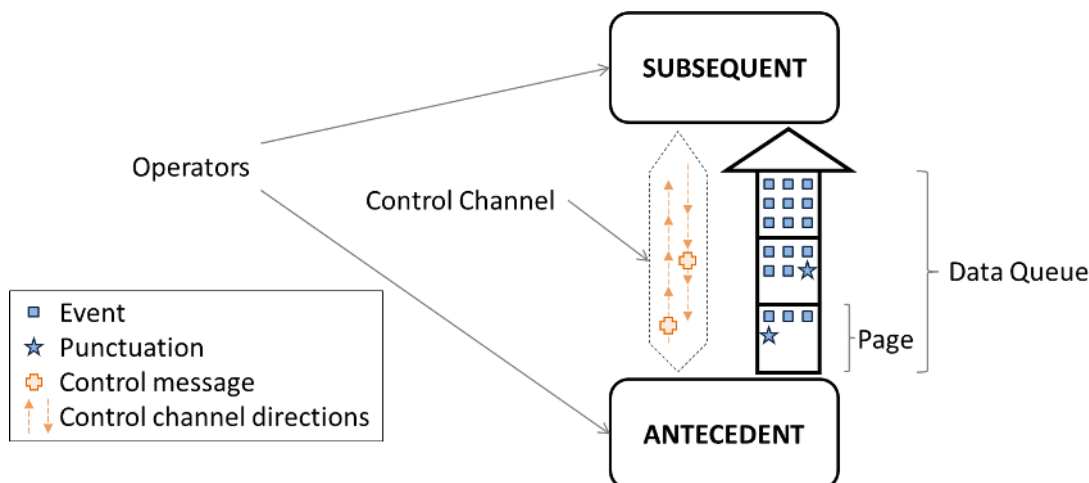 SUBSEQUENT
Operators
Control Channel
Data Queue
Event
Punctuation
Control message
Control channel directions
Page
ANTECEDENT